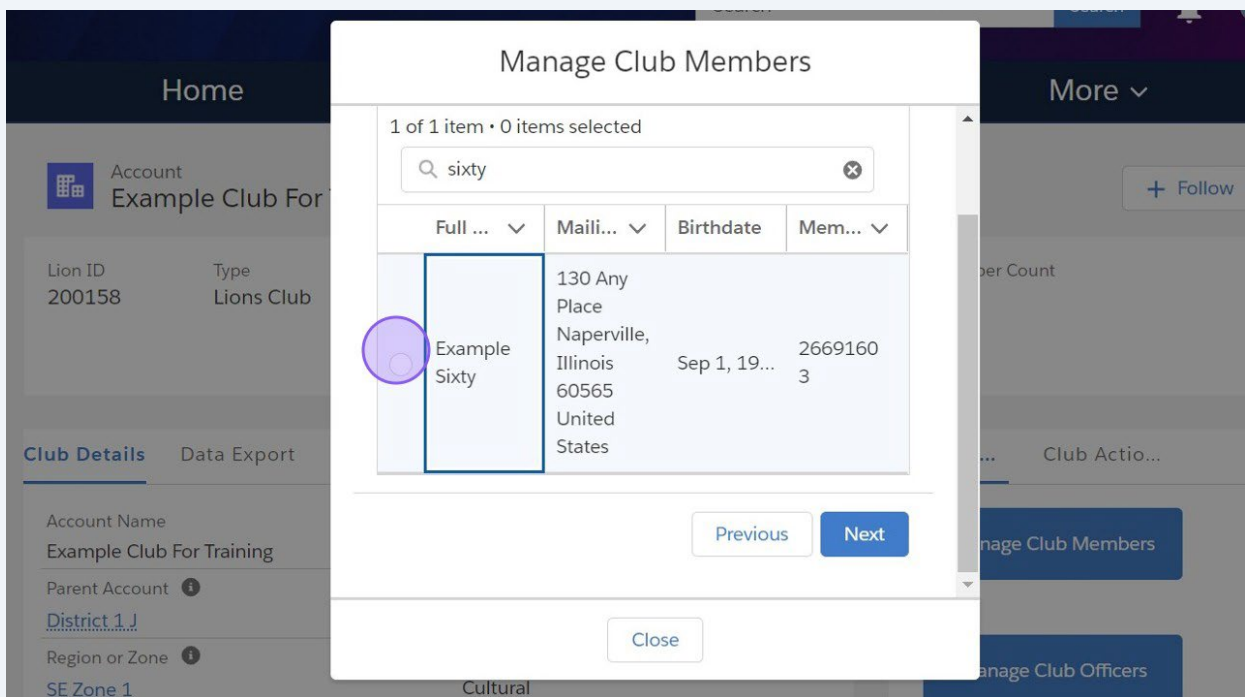 Manage Club Members
Home
More
1 of 1 item • 0 items selected
sixty
Account
Example Club For
Follow
Full ...
Maili...
Birthdate
Mem...
Lion ID
Type
200158
Lions Club
Count
Example
Sixty
130 Any
Place
Naperville,
Illinois
60565
United
States
Sep 1, 19...
2669160
3
Club Details
Data Export
...
Club Actio...
Account Name
Example Club For Training
Parent Account
District 1 J
Region or Zone
SE Zone 1
Cultural
Previous
Next
Club Members
Close
Club Officers